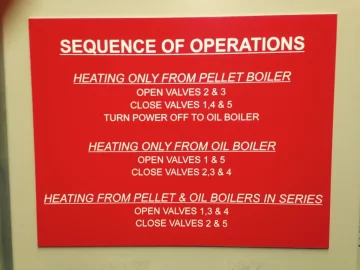 SEQUENCE OF OPERATIONS
HEATING ONLY FROM PELLET BOILER
OPEN VALVES 2 & 3
CLOSE VALVES 1,4 & 5
TURN POWER OFF TO OIL BOILER
HEATING ONLY FROM OIL BOILER
OPEN VALVES 1 & 5
CLOSE VALVES 2,3 & 4
HEATING FROM PELLET & OIL BOILERS IN SERIES
OPEN VALVES 1,3 & 4
CLOSE VALVES 2 & 5